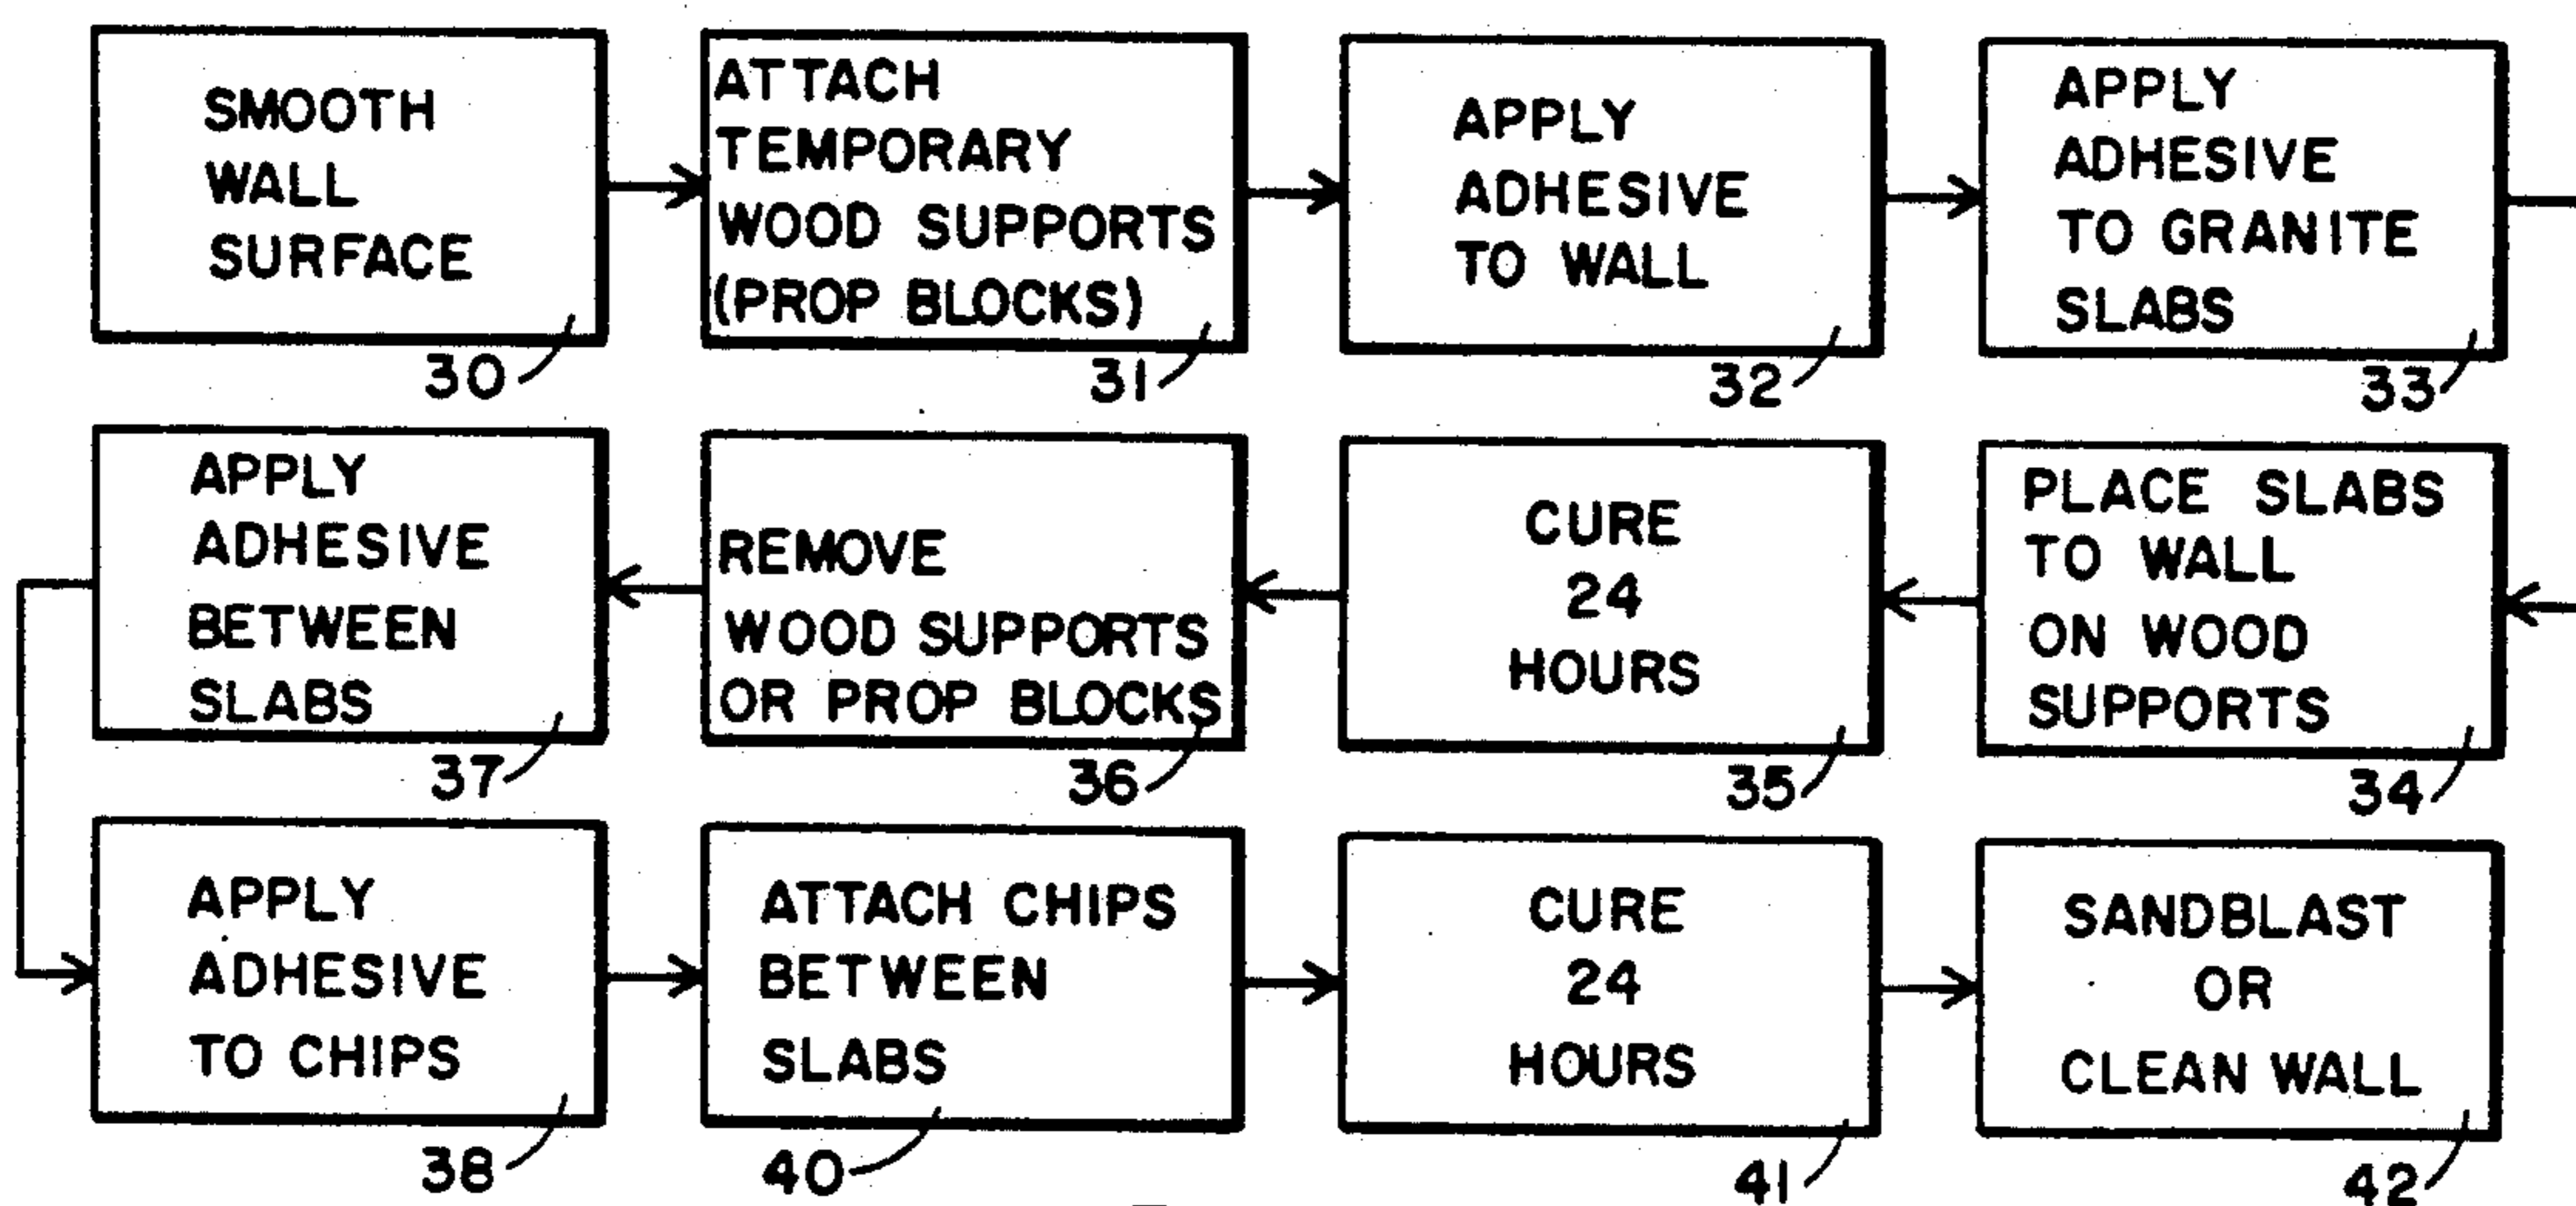 SMOOTH
WALL
SURFACE
30
ATTACH
TEMPORARY
WOOD SUPPORTS
(PROP BLOCKS)
31
APPLY
ADHESIVE
TO WALL
32
APPLY
ADHESIVE
TO GRANITE
SLABS
33
PLACE SLABS
TO WALL
ON WOOD
SUPPORTS
34
CURE
24
HOURS
35
REMOVE
WOOD SUPPORTS
OR PROP BLOCKS
36
APPLY
ADHESIVE
BETWEEN
SLABS
37
APPLY
ADHESIVE
TO CHIPS
38
ATTACH CHIPS
BETWEEN
SLABS
40
CURE
24
HOURS
41
SANDBLAST
OR
CLEAN WALL
42